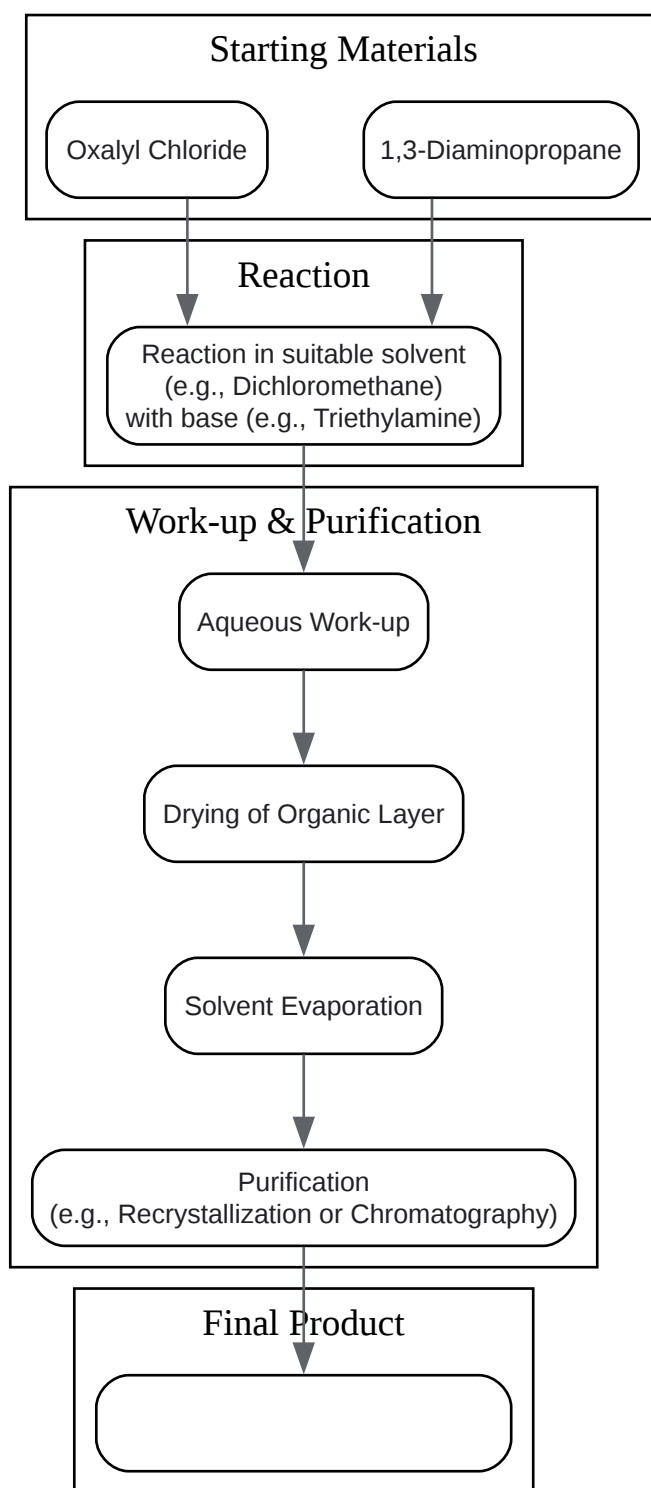 Starting Materials
Oxalyl Chloride
1,3-Diaminopropane
Reaction
Reaction in suitable solvent
(e.g., Dichloromethane)
with base (e.g., Triethylamine)
Work-up & Purification
Aqueous Work-up
Drying of Organic Layer
Solvent Evaporation
Purification
(e.g., Recrystallization or Chromatography)
Final Product